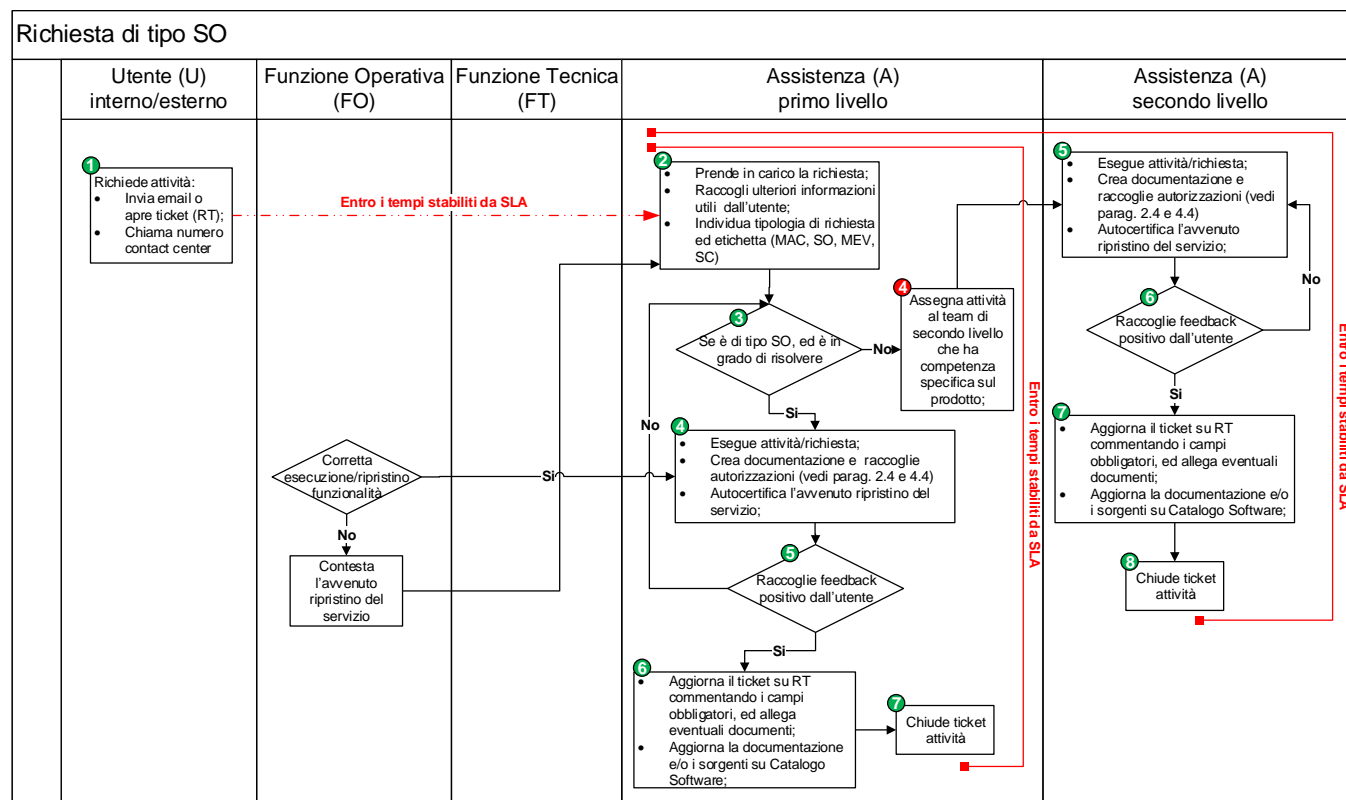 Richiesta di tipo SO
Utente (U)
interno/esterno
Funzione Operativa
(FO)
Funzione Tecnica
(FT)
Assistenza (A)
primo livello
Assistenza (A)
secondo livello
1
Richiede attività:
• Invia email o
apre ticket (RT);
• Chiama numero
contact center
Entro i tempi stabiliti da SLA
2
• Prende in carico la richiesta;
• Raccogli ulteriori informazioni
utili dall'utente;
• Individua tipologia di richiesta
ed etichetta (MAC, SO, MEV,
SC)
3
Se è di tipo SO, ed è in
grado di risolvere
No
Si
4
Assegna attività
al team di
secondo livello
che ha
competenza
specifica sul
prodotto;
4
• Esegue attività/richiesta;
• Crea documentazione e raccoglie
autorizzazioni (vedi parag. 2.4 e 4.4)
• Autocertifica l'avvenuto ripristino del
servizio;
No
Corretta
esecuzione/ripristino
funzionalità
Si
No
Contesta
l'avvenuto
ripristino del
servizio
5
Raccoglie feedback
positivo dall'utente
Si
6
• Aggiorna il ticket su RT
commentando i campi
obbligatori, ed allega
eventuali documenti;
• Aggiorna la documentazione
e/o i sorgenti su Catalogo
Software;
7
Chiude ticket
attività
Entro i tempi stabiliti da SLA
5
• Esegue attività/richiesta;
• Crea documentazione e
raccoglie autorizzazioni (vedi
parag. 2.4 e 4.4)
• Autocertifica l'avvenuto
ripristino del servizio;
No
6
Raccoglie feedback
positivo dall'utente
Si
7
• Aggiorna il ticket su RT
commentando i campi
obbligatori, ed allega eventuali
documenti;
• Aggiorna la documentazione e/o
i sorgenti su Catalogo Software;
8
Chiude ticket
attività
Entro i tempi stabiliti da SLA